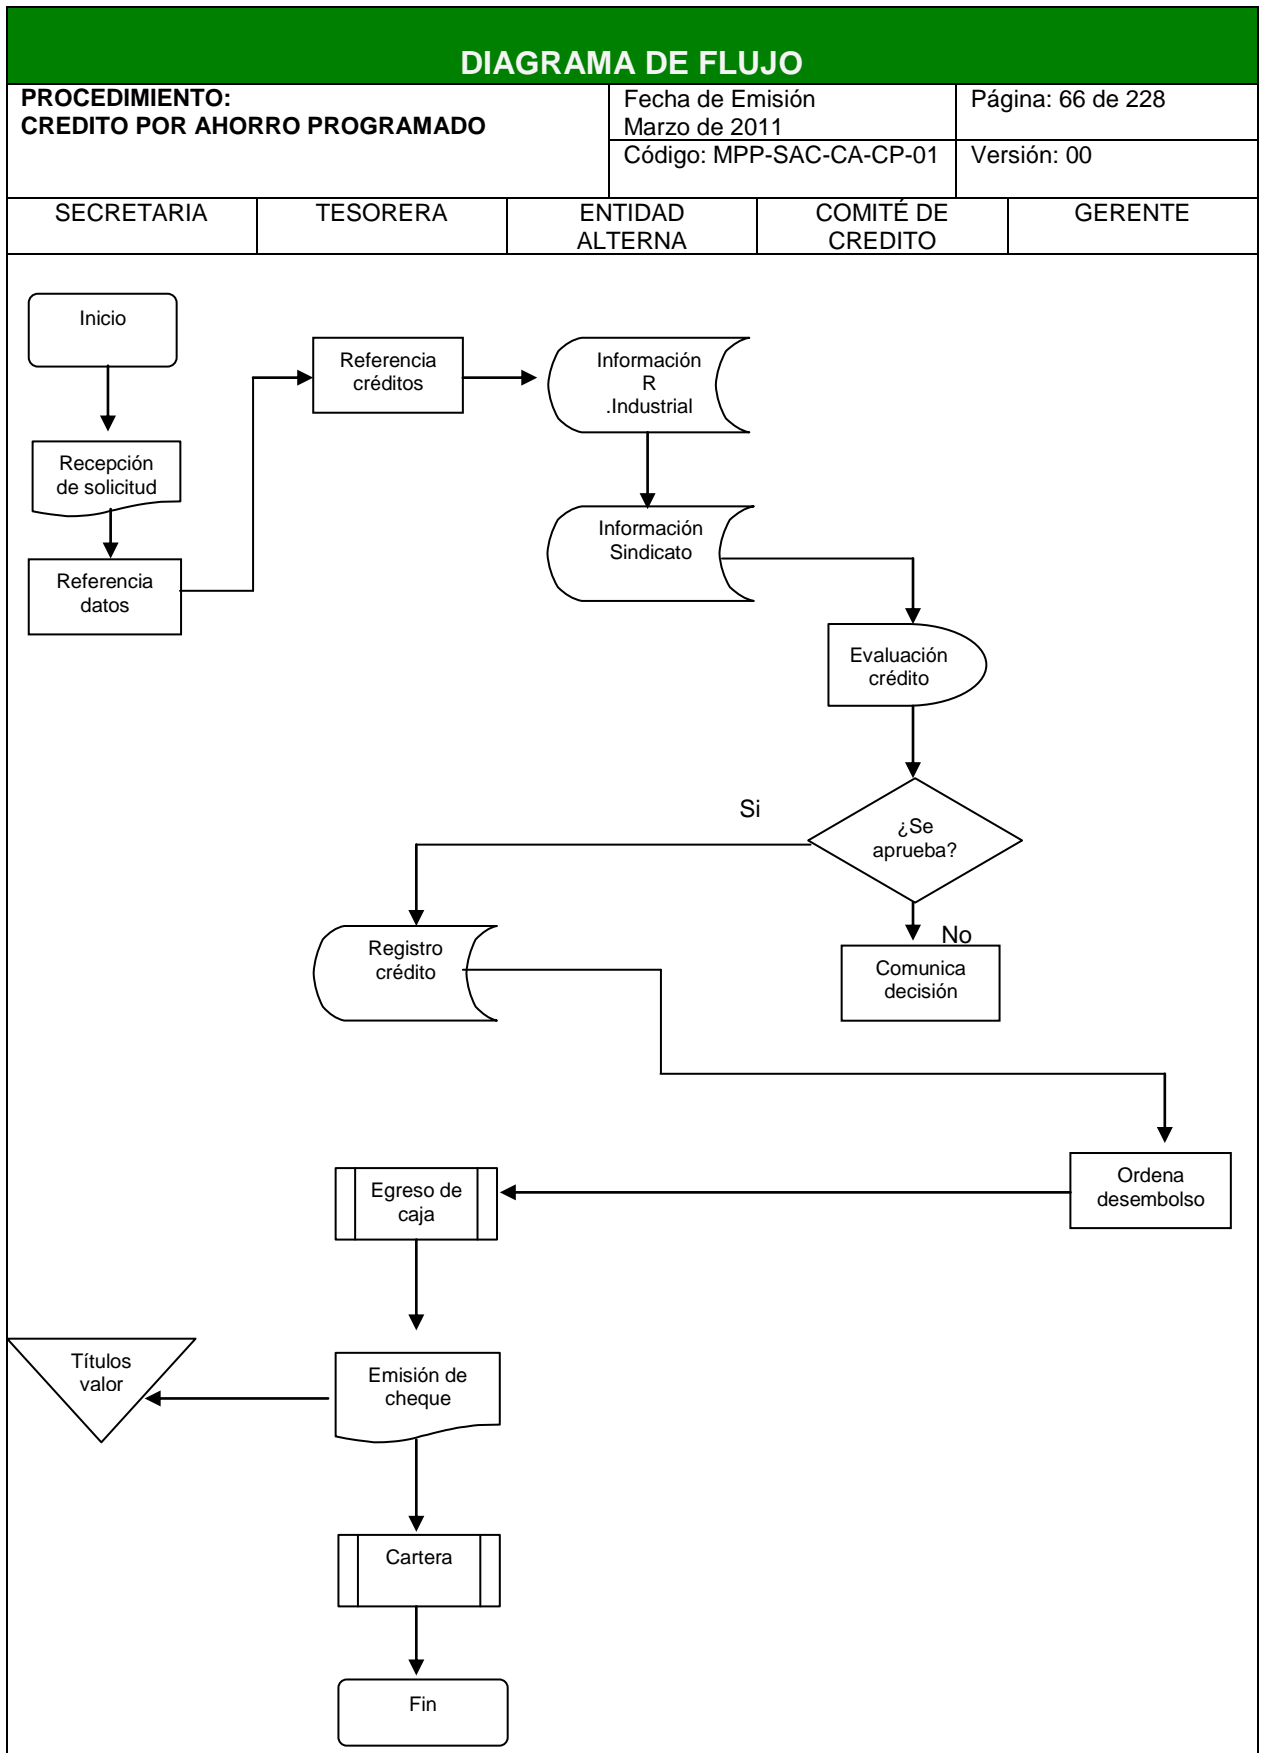 DIAGRAMA DE FLUJO
PROCEDIMIENTO:
CREDITO POR AHORRO PROGRAMADO
Fecha de Emisión
Marzo de 2011
Página: 66 de 228
Código: MPP-SAC-CA-CP-01
Versión: 00
SECRETARIA
TESORERA
ENTIDAD
ALTERNA
COMITÉ DE
CREDITO
GERENTE
Inicio
Recepción
de solicitud
Referencia
datos
Referencia
créditos
Información
R
.Industrial
Información
Sindicato
Evaluación
crédito
¿Se
aprueba?
Si
No
Comunica
decisión
Registro
crédito
Ordena
desembolso
Egreso de
caja
Emisión de
cheque
Títulos
valor
Cartera
Fin